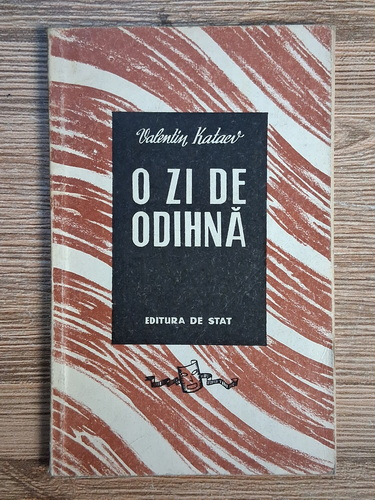 Valentin Kataev
O ZI DE
ODIHNĂ
EDITURA DE STAT